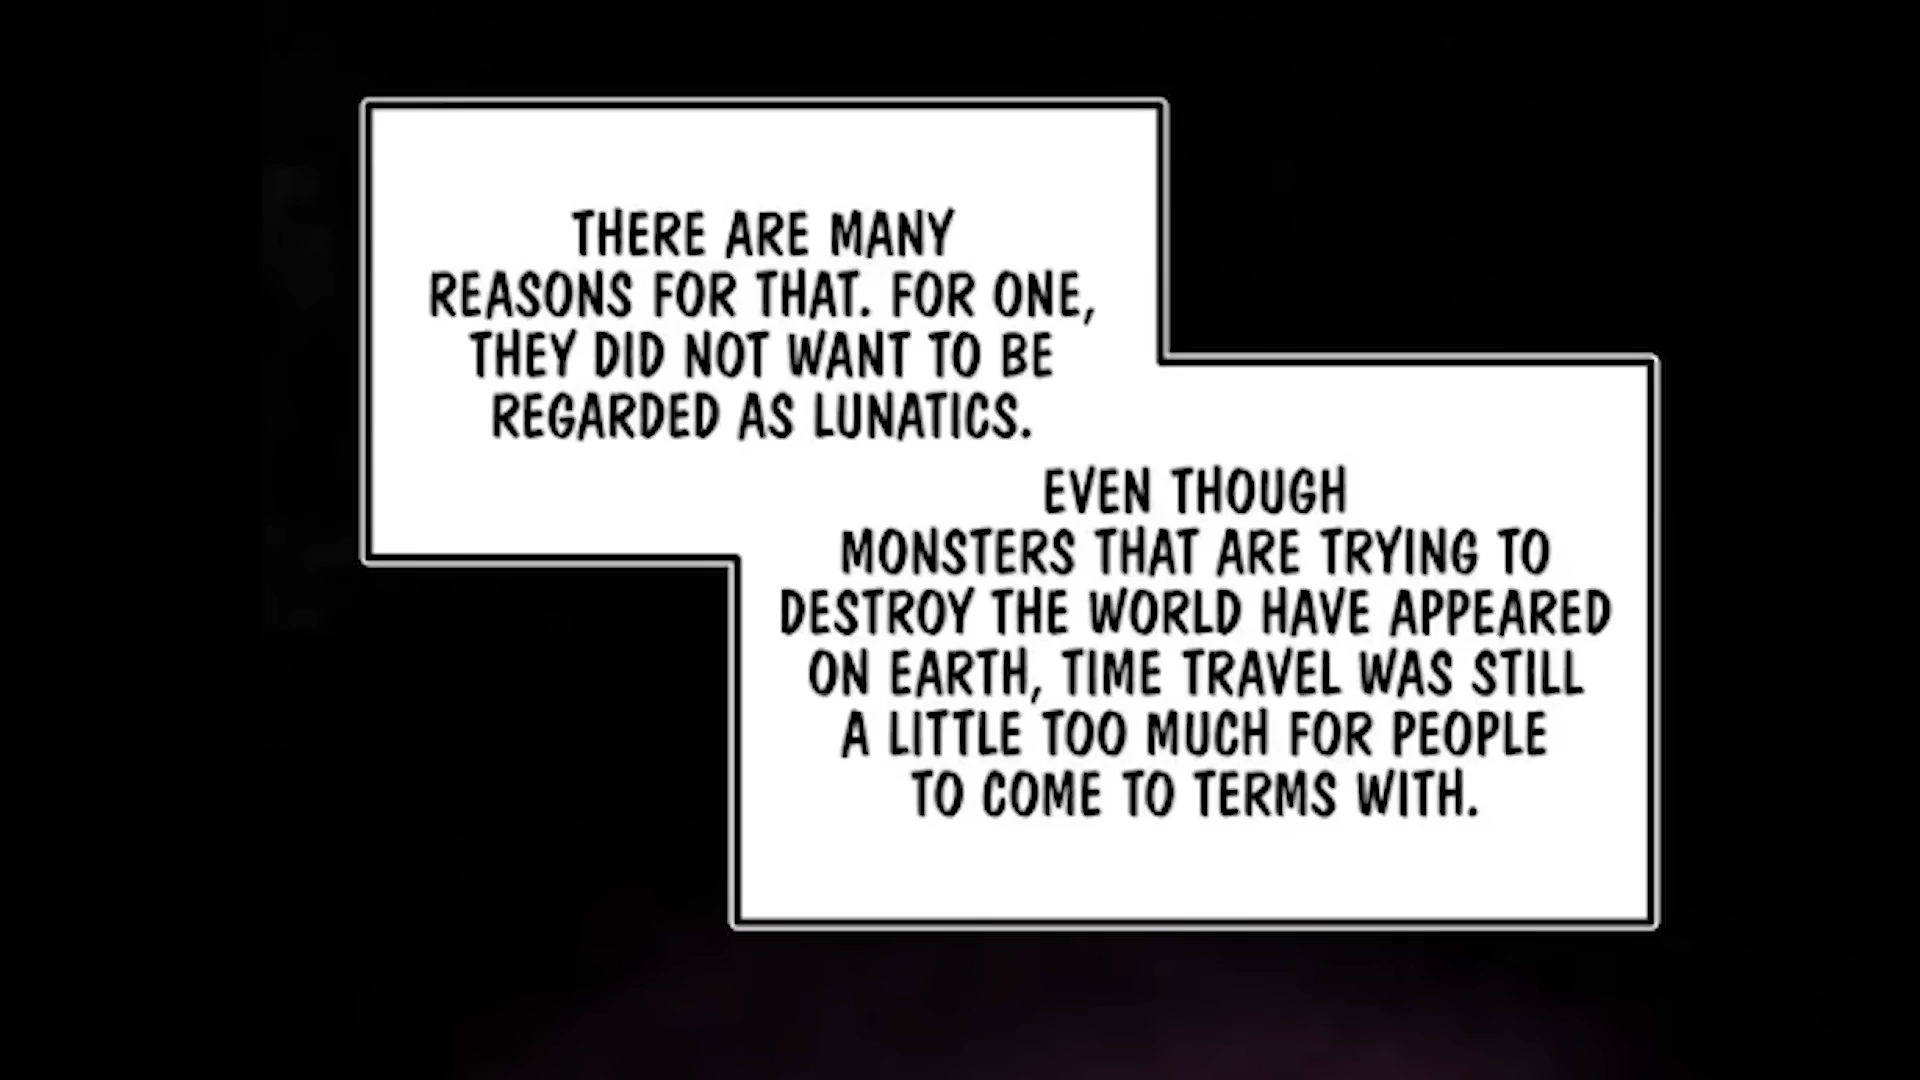 THERE ARE MANY
REASONS FOR THAT. FOR ONE,
THEY DID NOT WANT TO BE
REGARDED AS LUNATICS.
EVEN THOUGH
MONSTERS THAT ARE TRYING TO
DESTROY THE WORLD HAVE APPEARED
ON EARTH, TIME TRAVEL WAS STILL
A LITTLE TOO MUCH FOR PEOPLE
TO COME TO TERMS WITH.